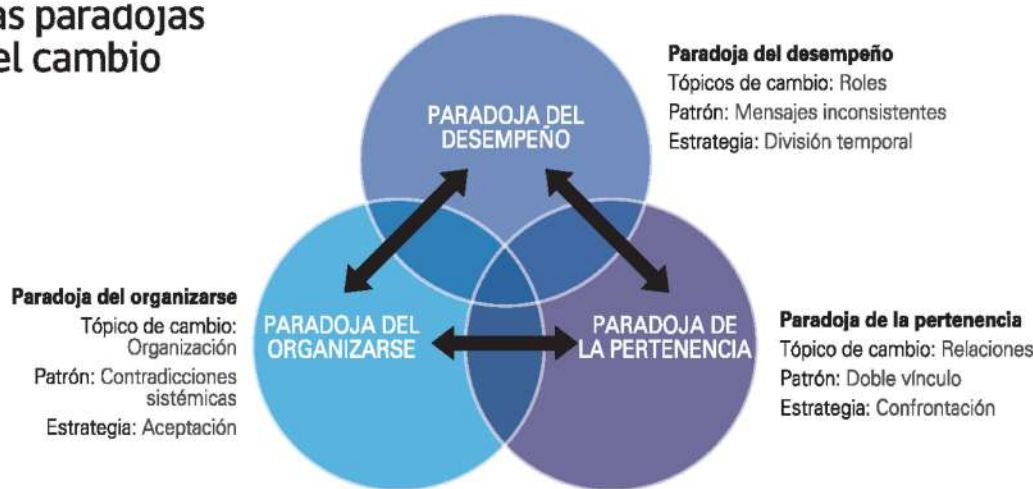 as paradojas
el cambio
PARADOJA DEL
DESEMPEÑO
Paradoja del desempeño
Tópicos de cambio: Roles
Patrón: Mensajes inconsistentes
Estrategia: División temporal
Paradoja del organizarse
Tópico de cambio:
Organización
Patrón: Contradicciones
sistémicas
Estrategia: Aceptación
PARADOJA DEL
ORGANIZARSE
PARADOJA DE
LA PERTENENCIA
Paradoja de la pertenencia
Tópico de cambio: Relaciones
Patrón: Doble vínculo
Estrategia: Confrontación